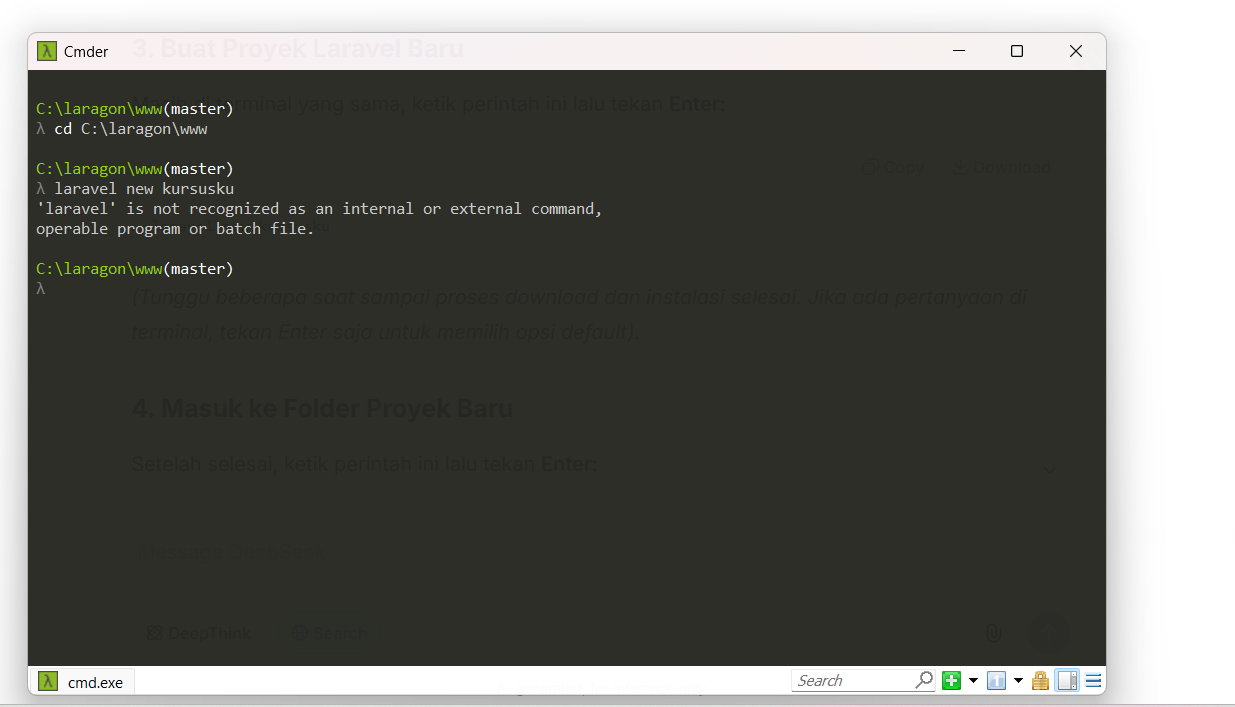 Cmder
3. Buat Proyek Laravel Baru
C:\laragon\www(master)
terminal yang sama, ketik perintah ini lalu tekan Enter:
λ cd C:\laragon\www
Copy Download
C:\laragon\www(master)
λ laravel new kursusku
'laravel' is not recognized as an internal or external command,
operable program or batch file.
C:\laragon\www(master)
λ
(Tunggu beberapa saat sampai proses download dan instalasi selesai. Jika ada pertanyaan di
terminal, tekan Enter saja untuk memilih opsi default).
4. Masuk ke Folder Proyek Baru
Setelah selesai, ketik perintah ini lalu tekan Enter:
Message DeepSeek
DeepThink Search
cmd.exe
Search
1